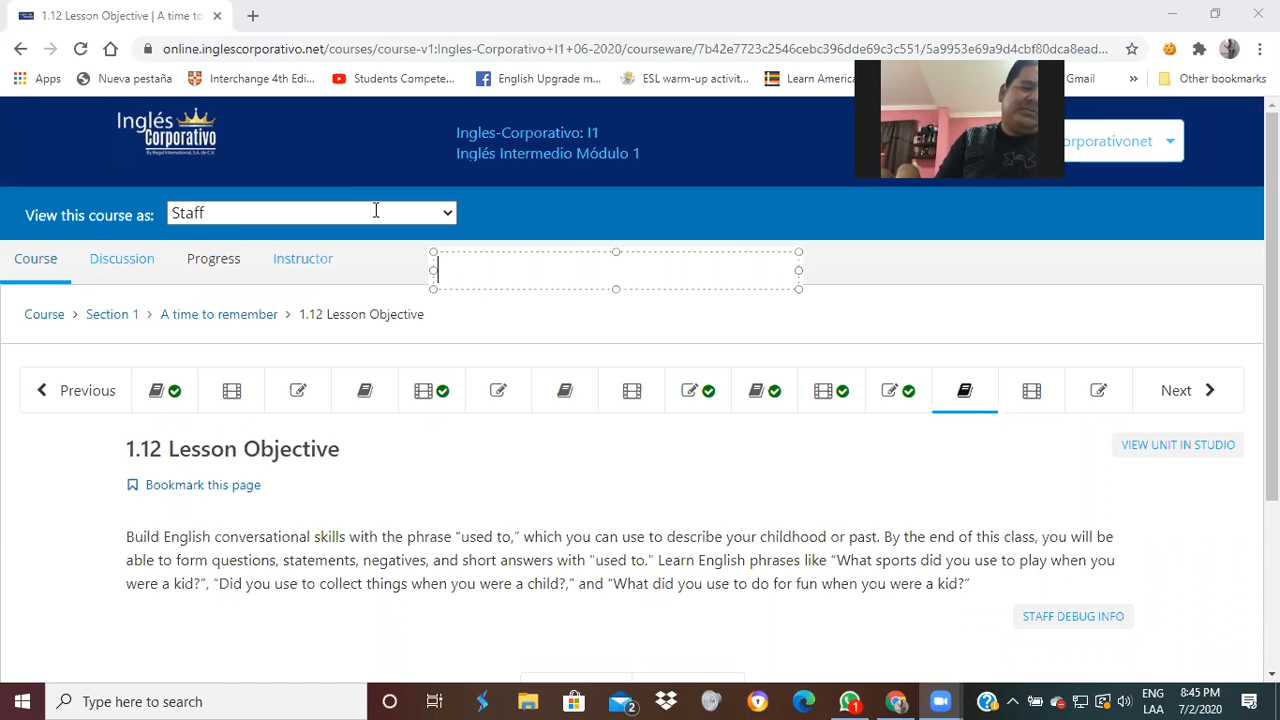 1.12 Lesson Objective | A time to
online.inglescorporativo.net/courses/course-v1:Ingles-Corporativo+I1+06-2020/courseware/7b42e7723c2546cebc396dde69c3c551/5a9953e69a9d4cbf80dca8ead...
Apps Nueva pestaña Interchange 4th Edi... Students Compete... English Upgrade m... ESL warm-up activit... Learn America Gmail » Other bookmarks
Inglés Corporativo
By Regal International, S.A. de C.V.
Ingles-Corporativo: I1
Inglés Intermedio Módulo 1
orporativonet
View this course as: Staff
Course Discussion Progress Instructor
Course > Section 1 > A time to remember > 1.12 Lesson Objective
Previous Next
1.12 Lesson Objective
VIEW UNIT IN STUDIO
Bookmark this page
Build English conversational skills with the phrase “used to,” which you can use to describe your childhood or past. By the end of this class, you will be
able to form questions, statements, negatives, and short answers with "used to." Learn English phrases like “What sports did you use to play when you
were a kid?”, “Did you use to collect things when you were a child?,” and “What did you use to do for fun when you were a kid?”
STAFF DEBUG INFO
Type here to search
2
1
ENG
LAA
8:45 PM
7/2/2020
1